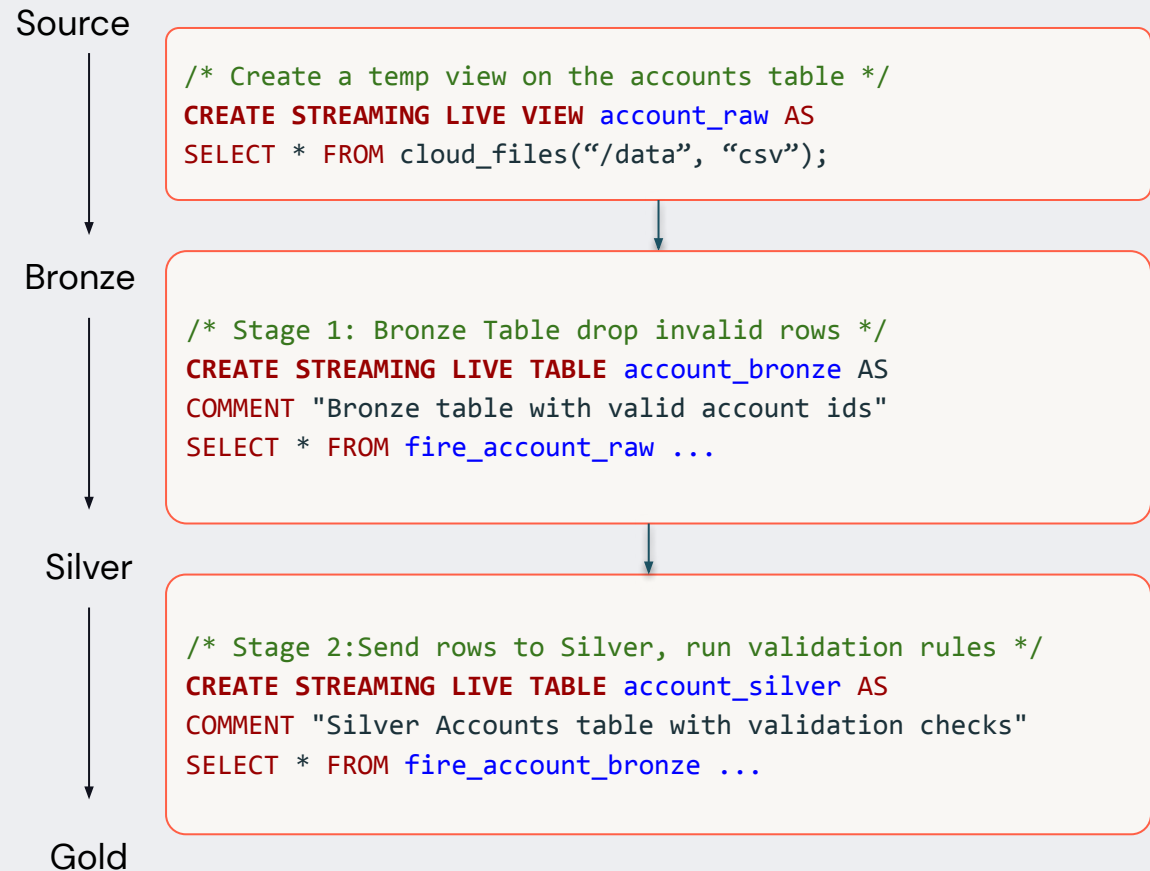 Source
/* Create a temp view on the accounts table */
CREATE STREAMING LIVE VIEW account_raw AS
SELECT * FROM cloud_files(“/data”, “csv”);
Bronze
/* Stage 1: Bronze Table drop invalid rows */
CREATE STREAMING LIVE TABLE account_bronze AS
COMMENT "Bronze table with valid account ids"
SELECT * FROM fire_account_raw ...
Silver
/* Stage 2:Send rows to Silver, run validation rules */
CREATE STREAMING LIVE TABLE account_silver AS
COMMENT "Silver Accounts table with validation checks"
SELECT * FROM fire_account_bronze ...
Gold